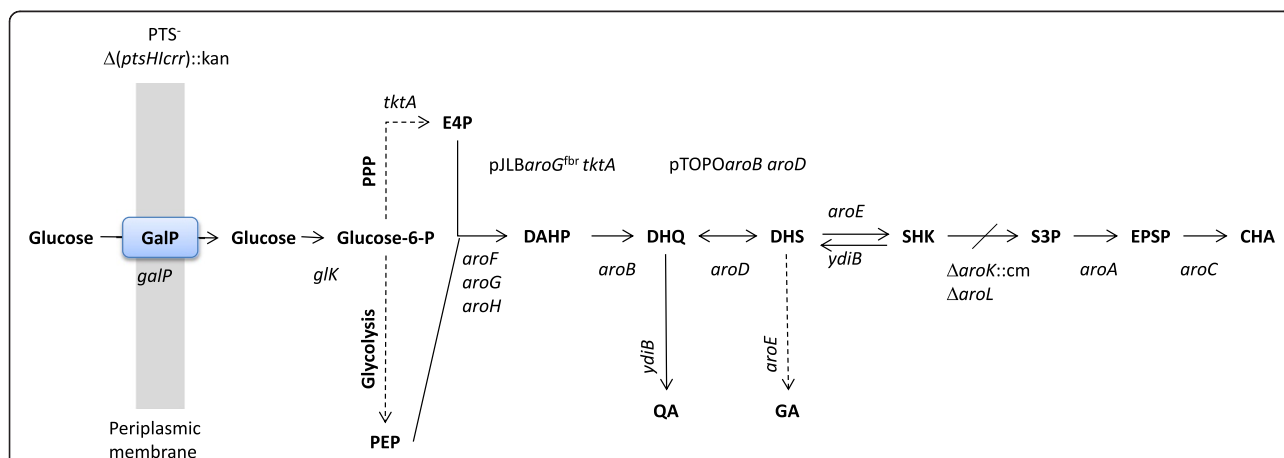 PTS-
Δ(ptsHIcrr)::kan
tktA
E4P
PPP
pJLBaroGfbr tktA
pTOPOaroB aroD
Glucose
GalP
Glucose
Glucose-6-P
DAHP
DHQ
DHS
aroE
ydiB
SHK
S3P
EPSP
CHA
galP
glK
aroF
aroG
aroH
aroB
aroD
ΔaroK::cm
ΔaroL
aroA
aroC
Glycolysis
ydiB
aroE
QA
GA
PEP
Periplasmic
membrane